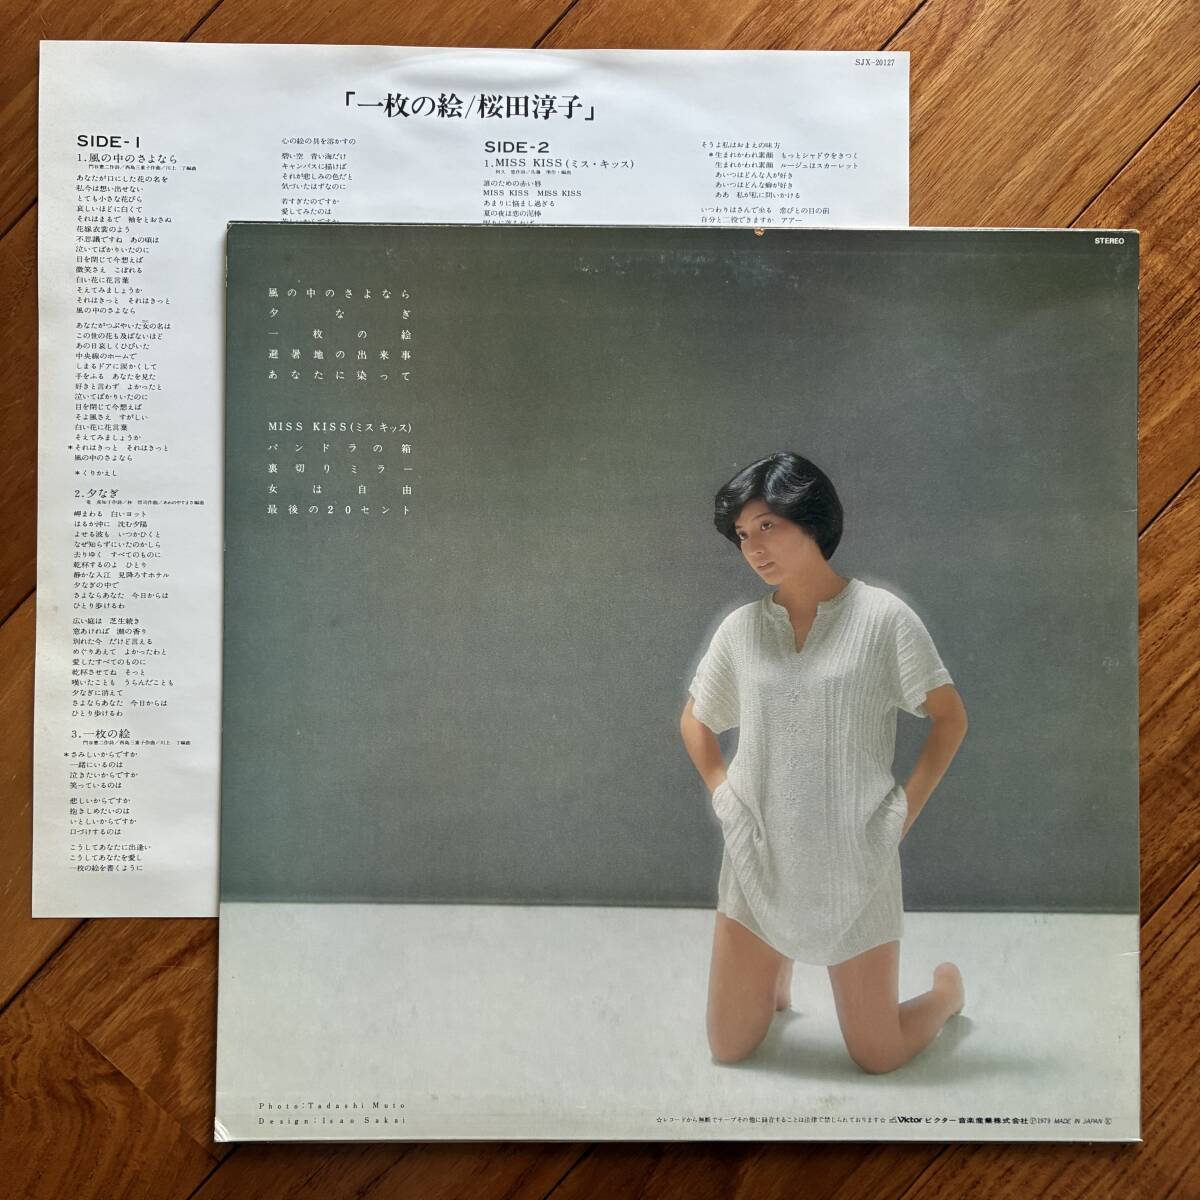 SJX-20127
「一枚の絵/桜田淳子」
SIDE-1
1.風の中のさよなら
あなたが口にした花の名を
私今は想い出せない
とても小さな花びら
哀しいほどに白くて
それはまるで 袖をとおさぬ
花嫁衣裳のよう
不思議ですね あの頃は
泣いてばかりいたのに
目を閉じて今想えば
微笑さえ こぼれる
白い花に花言葉
そえてみましょうか
それはきっと それはきっと
風の中のさよなら
あなたがつぶやいた女の名は
この世の花も及ばないほど
あの日哀しくひびいた
中央線のホームで
しまるドアに涙かくして
手をふる あなたを見た
好きと言わず よかったと
泣いてばかりいたのに
目を閉じて今想えば
そよ風さえ すがしい
白い花に花言葉
そえてみましょうか
*それはきっと それはきっと
風の中のさよなら
*くりかえし
2.夕なぎ
岬まわる 白いヨット
はるか沖に 沈む夕陽
よせる波も いつかひくと
なぜ知らずにいたのかしら
去りゆく すべてのものに
乾杯するのよ ひとり
静かな入江 見降ろすホテル
夕なぎの中で
さよならあなた 今日からは
ひとり歩けるわ
広い庭は 芝生続き
窓あければ 潮の香り
別れた今 だけど言える
めぐりあえて よかったわと
愛したすべてのものに
乾杯させてね そっと
嘆いたことも うらんだことも
夕なぎに消えて
さよならあなた 今日からは
ひとり歩けるわ
3.一枚の絵
*さみしいからですか
一緒にいるのは
泣きたいからですか
笑っているのは
悲しいからですか
抱きしめたいのは
いとしいからですか
口づけするのは
こうしてあなたに出逢い
こうしてあなたを愛し
一枚の絵を書くように
心の絵の具を溶かすの
碧い空 青い海だけ
キャンバスに描けば
それが悲しみの色だと
気づいたはずなのに
若すぎたのですか
愛してみたのは
SIDE-2
1.MISS KISS(ミス・キッス)
誰のための赤い唇
MISS KISS MISS KISS
あまりに悩まし過ぎる
夏の夜は恋の泥棒
そうよ私はおまえの味方
*生まれかわれ素顔 もっとシャドウをきつく
生まれかわれ素顔 ルージュはスカーレット
あいつはどんな人が好き
あいつはどんな癖が好き
ああ 私が私に問いかける
いつわりはさんで坐る 恋びとの目の前
自分と二役できますか アアー
STEREO
風の中のさよなら
夕なぎ
一枚の絵
避暑地の出来事
あなたに染って
MISS KISS(ミス キッス)
パンドラの箱
裏切りミラー
女は自由
最後の20セント
Photo:Tadashi Muto
Design:Isao Sakai
☆レコードから無断でテープその他に録音することは法律で禁じられております☆ Victor ビクター音楽産業株式会社 Ⓟ1979 MADE IN JAPAN Ⓚ